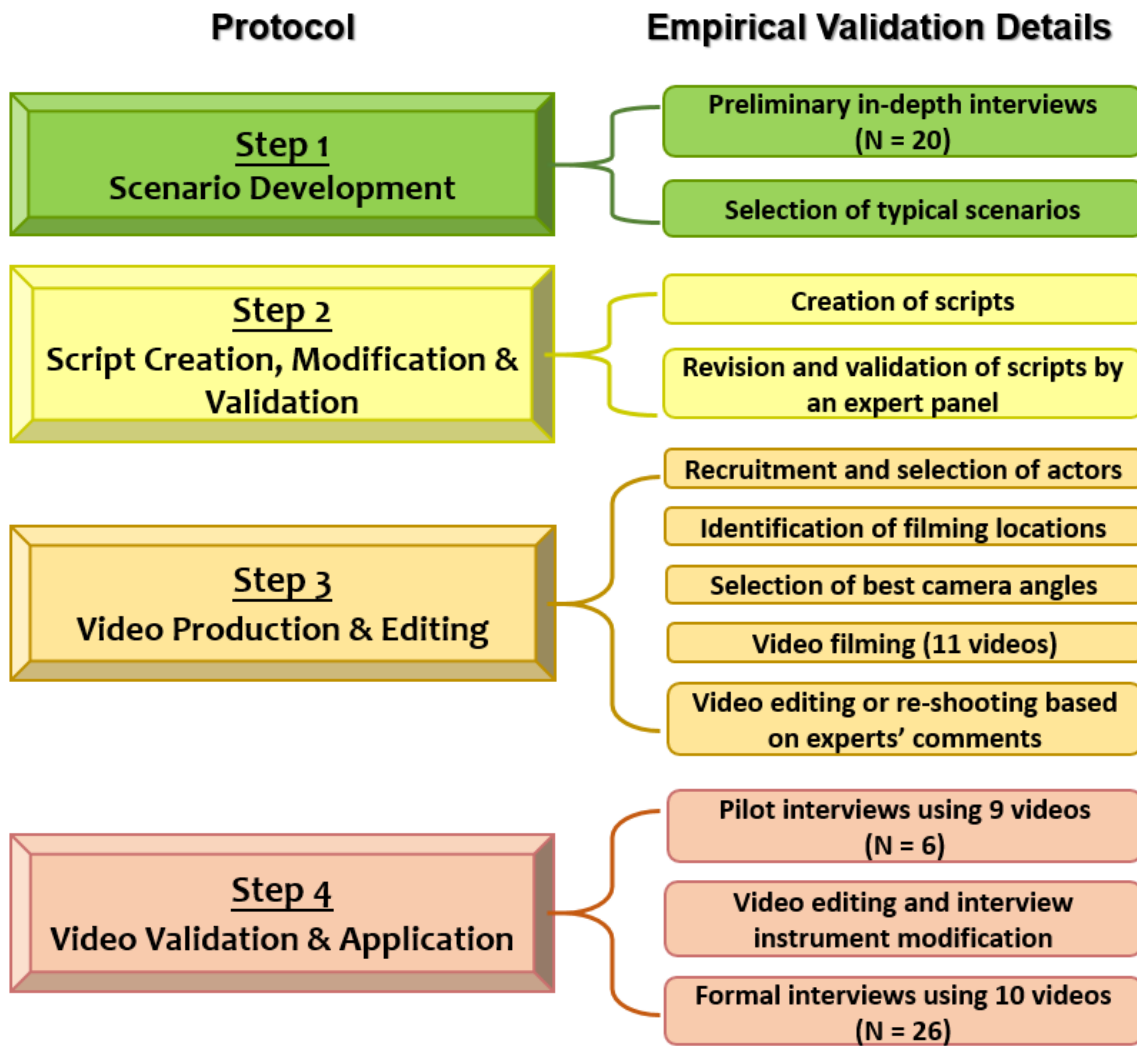 Protocol
Empirical Validation Details
Step 1
Scenario Development
Preliminary in-depth interviews
(N = 20)
Selection of typical scenarios
Step 2
Script Creation, Modification &
Validation
Creation of scripts
Revision and validation of scripts by
an expert panel
Step 3
Video Production & Editing
Recruitment and selection of actors
Identification of filming locations
Selection of best camera angles
Video filming (11 videos)
Video editing or re-shooting based
on experts’ comments
Step 4
Video Validation & Application
Pilot interviews using 9 videos
(N = 6)
Video editing and interview
instrument modification
Formal interviews using 10 videos
(N = 26)